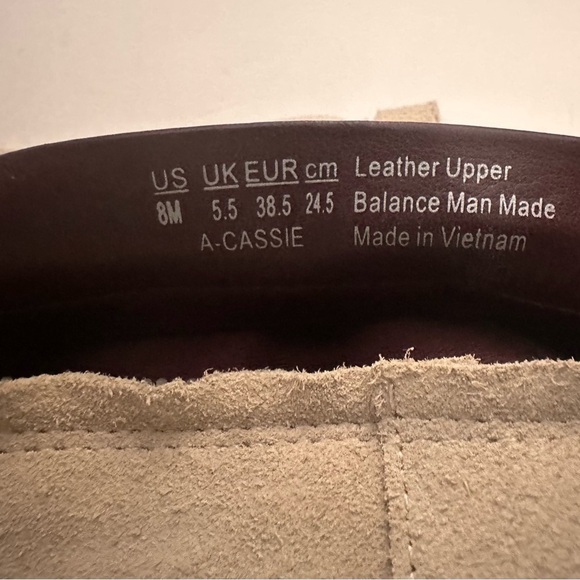 US UK EUR cm Leather Upper
8M 5.5 38.5 24.5 Balance Man Made
A-CASSIE Made in Vietnam